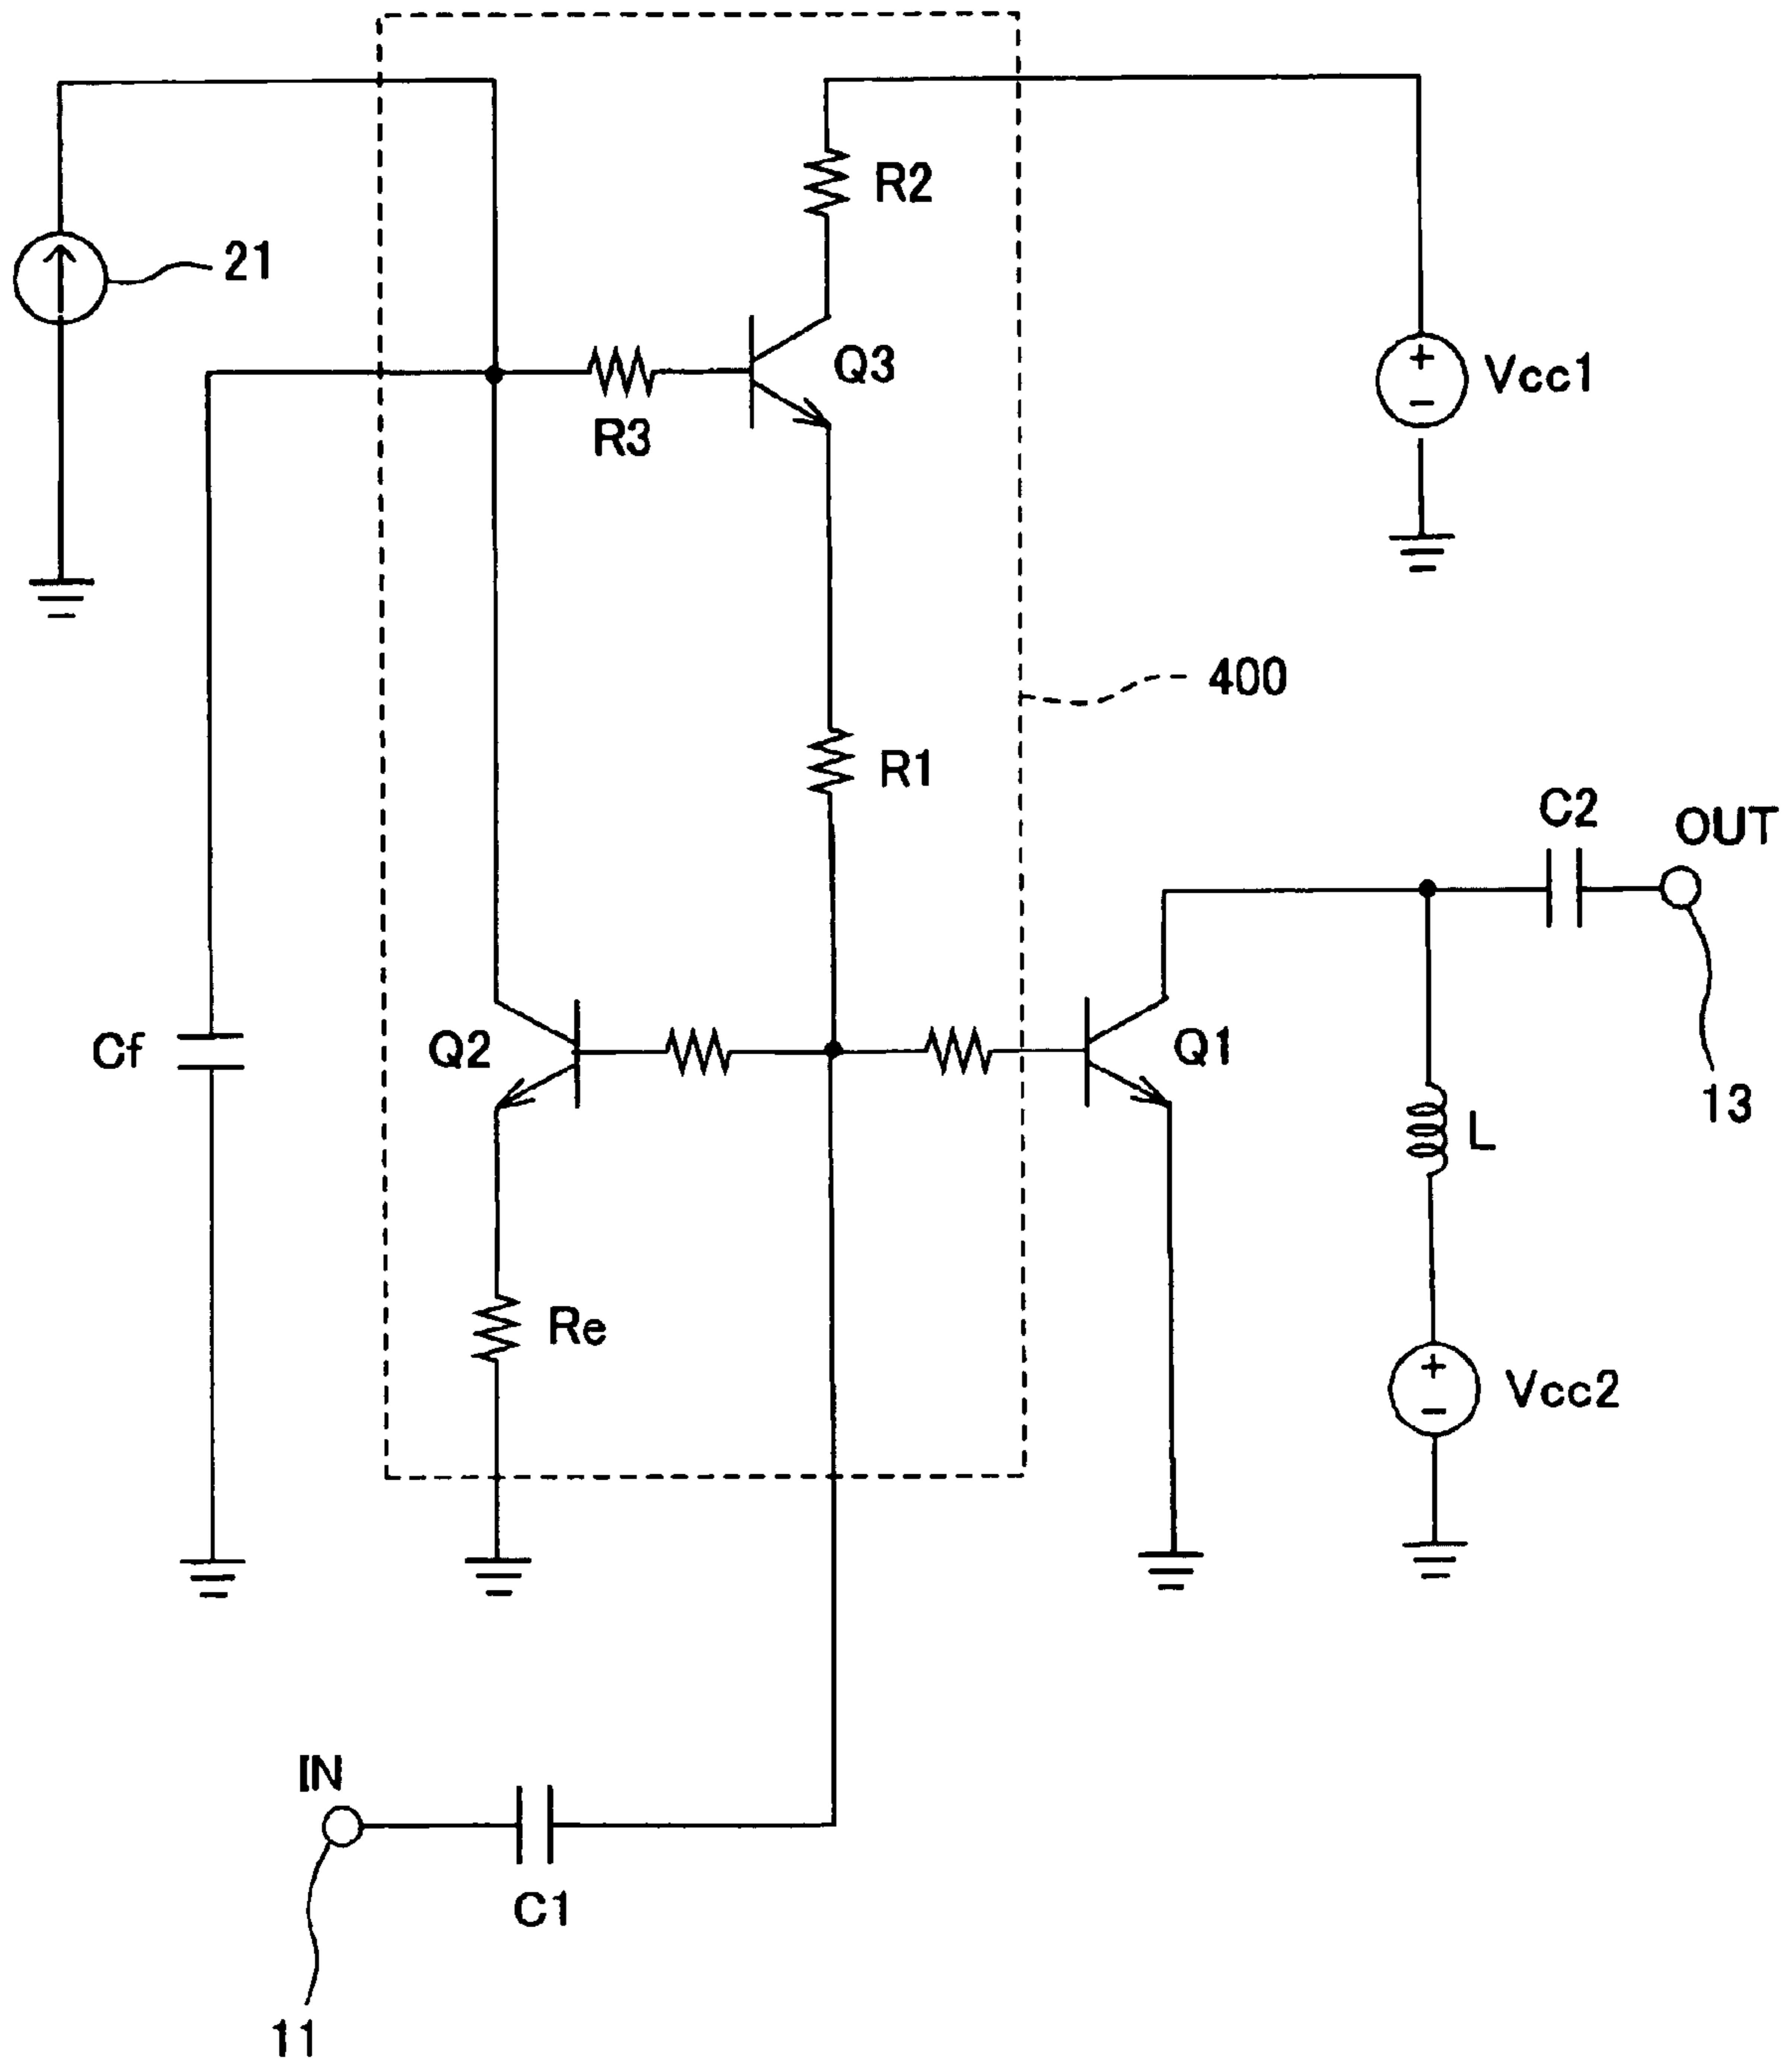 R2
21
Q3
Vcc1
+
−
R3
400
R1
C2
OUT
Cf
Q2
Q1
13
L
Re
+
−
Vcc2
IN
C1
11